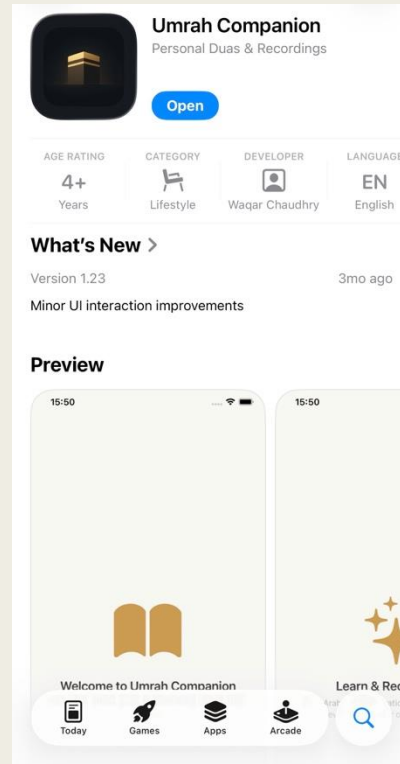 Umrah Companion
Personal Duas & Recordings
Open
AGE RATING
4+
Years
CATEGORY
Lifestyle
DEVELOPER
Waqar Chaudhry
LANGUAGE
EN
English
What's New
Version 1.23
3mo ago
Minor UI interaction improvements
Preview
15:50
15:50
Welcome to Umrah Companion
Learn & Rec
Today
Games
Apps
Arcade